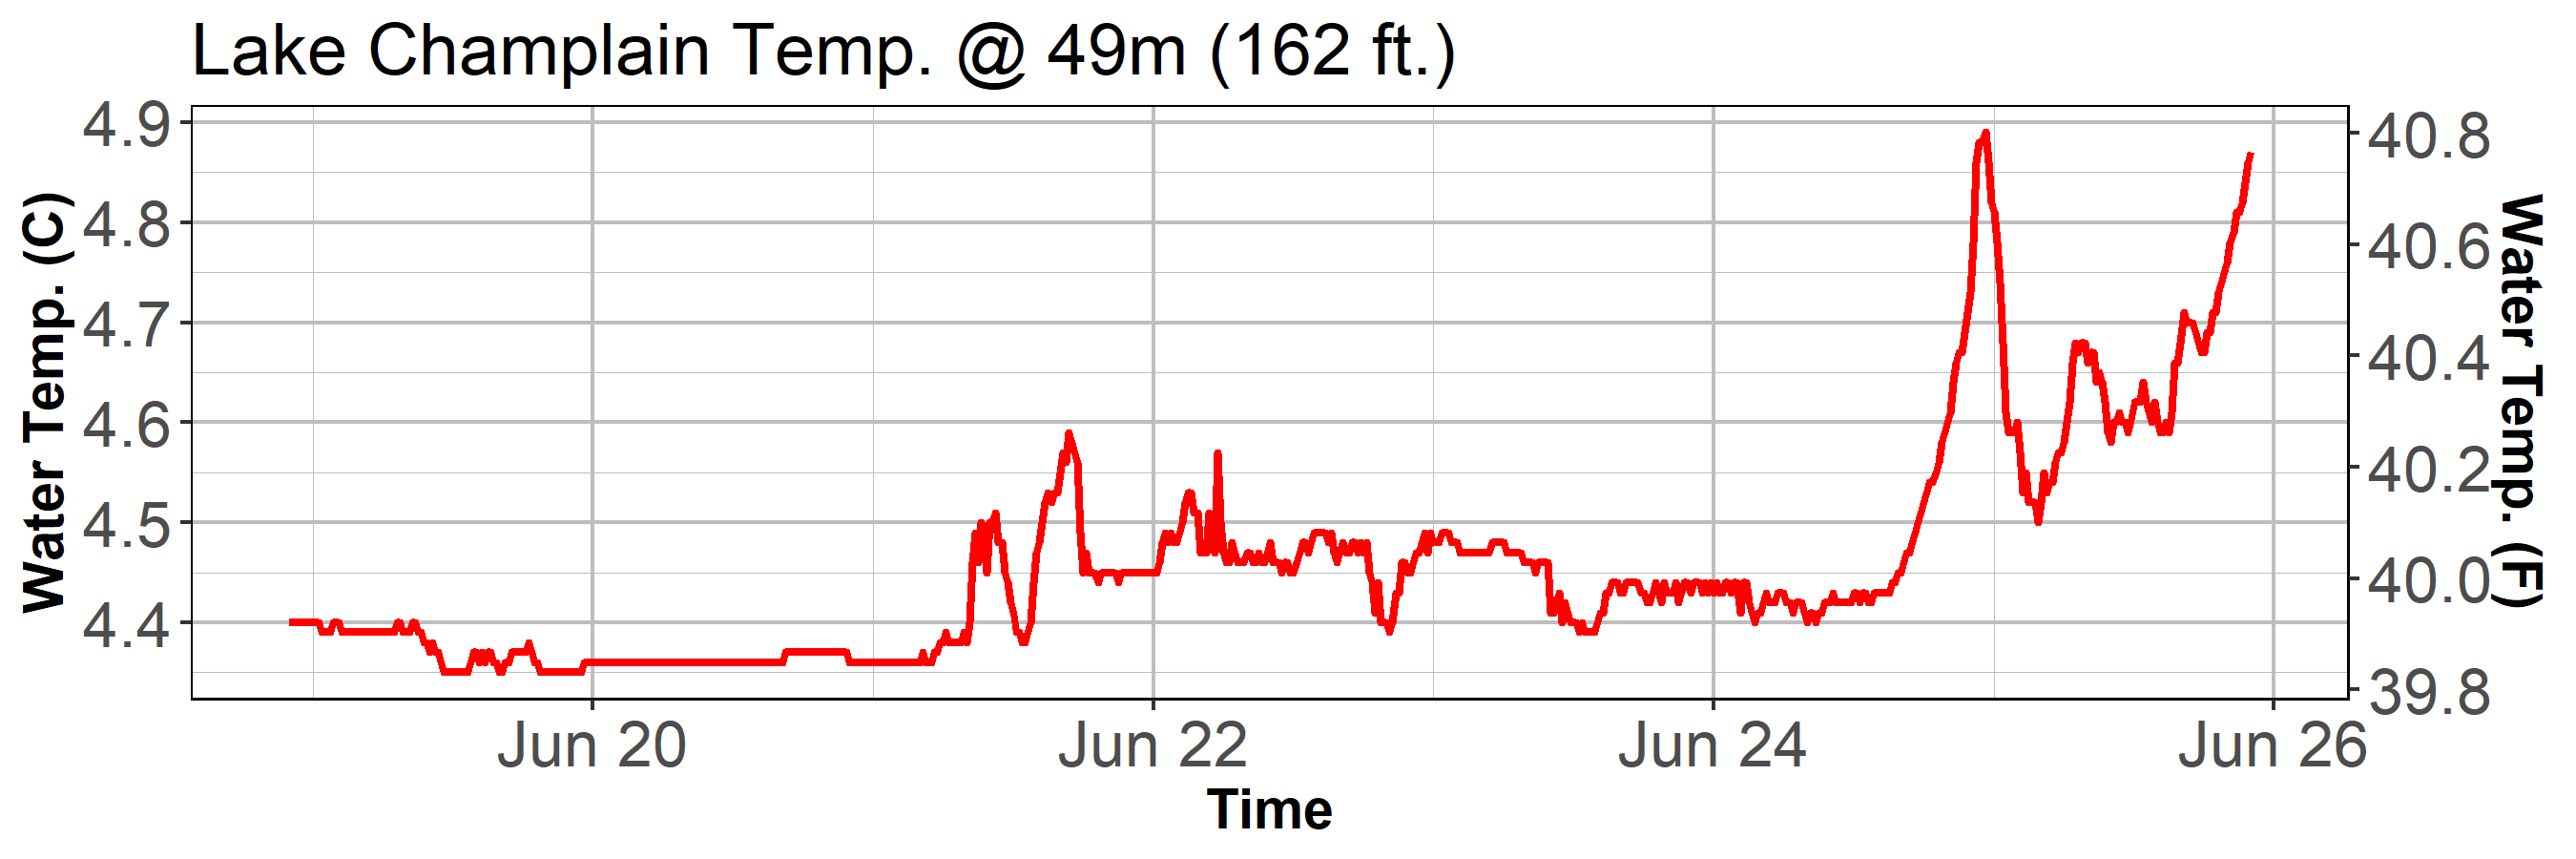 Lake Champlain Temp. @ 49m (162 ft.)
Water Temp. (C)
4.9
4.8
4.7
4.6
4.5
4.4
40.8
40.6
40.4
40.2
40.0
39.8
Water Temp. (F)
Jun 20 Jun 22 Jun 24 Jun 26
Time